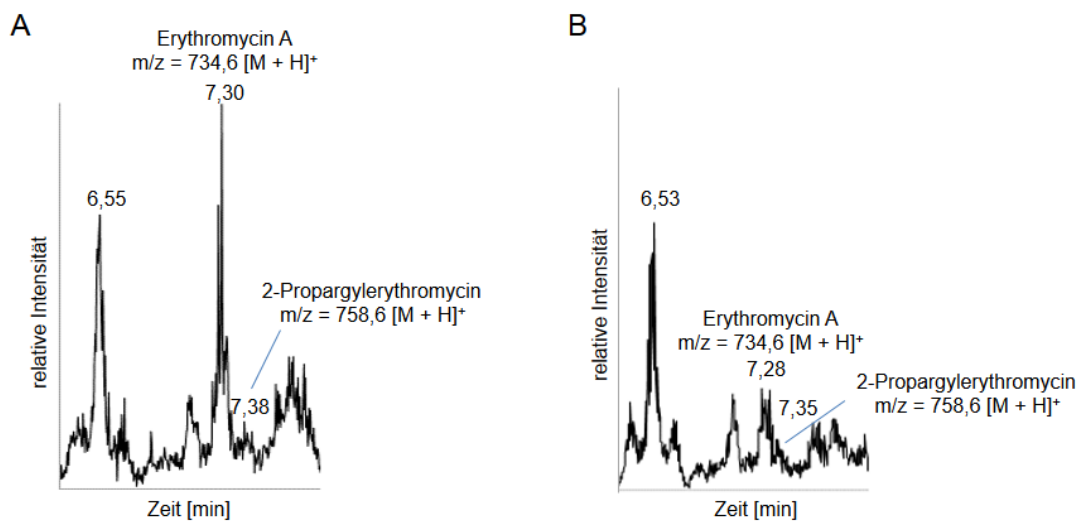 A
Erythromycin A
m/z = 734,6 [M + H]⁺
7,30
6,55
2-Propargylerythromycin
m/z = 758,6 [M + H]⁺
7,38
relative Intensität
Zeit [min]
B
6,53
Erythromycin A
m/z = 734,6 [M + H]⁺
7,28
2-Propargylerythromycin
m/z = 758,6 [M + H]⁺
7,35
relative Intensität
Zeit [min]